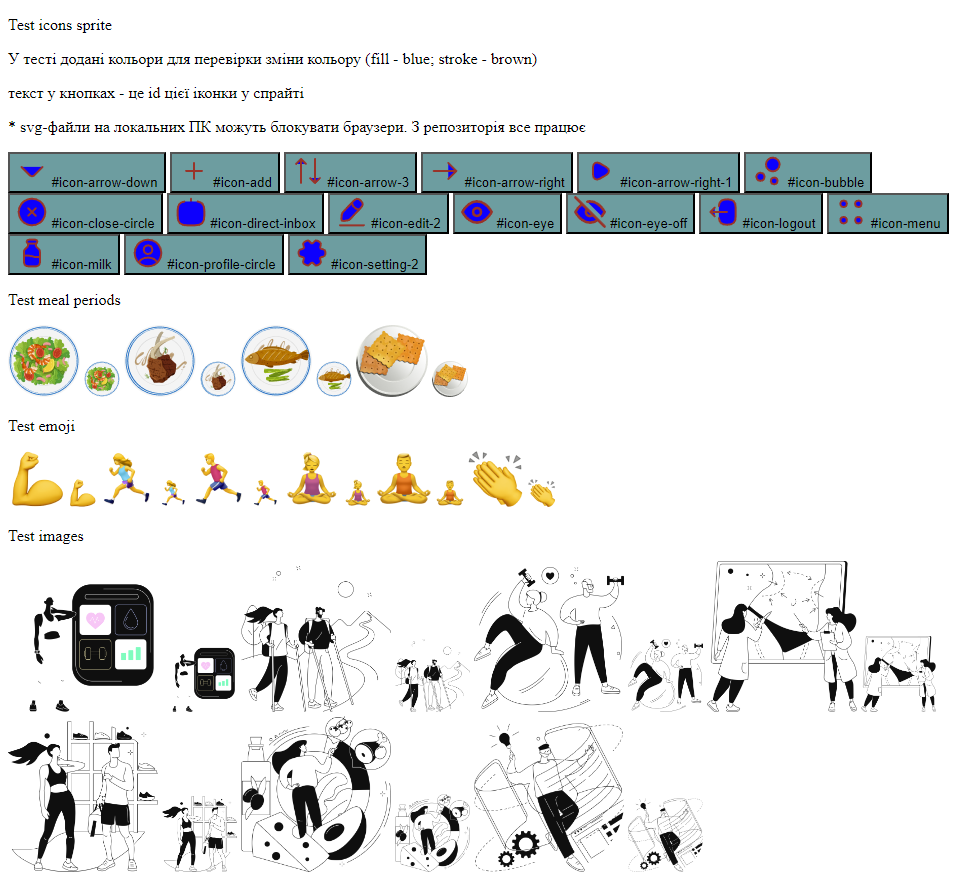 Test icons sprite
У тесті додані кольори для перевірки зміни кольору (fill - blue; stroke - brown)
текст у кнопках - це id цієї іконки у спрайті
* svg-файли на локальних ПК можуть блокувати браузери. З репозиторія все працює
#icon-arrow-down #icon-add #icon-arrow-3 #icon-arrow-right #icon-arrow-right-1 #icon-bubble
#icon-close-circle #icon-direct-inbox #icon-edit-2 #icon-eye #icon-eye-off #icon-logout #icon-menu
#icon-milk #icon-profile-circle #icon-setting-2
Test meal periods
Test emoji
Test images